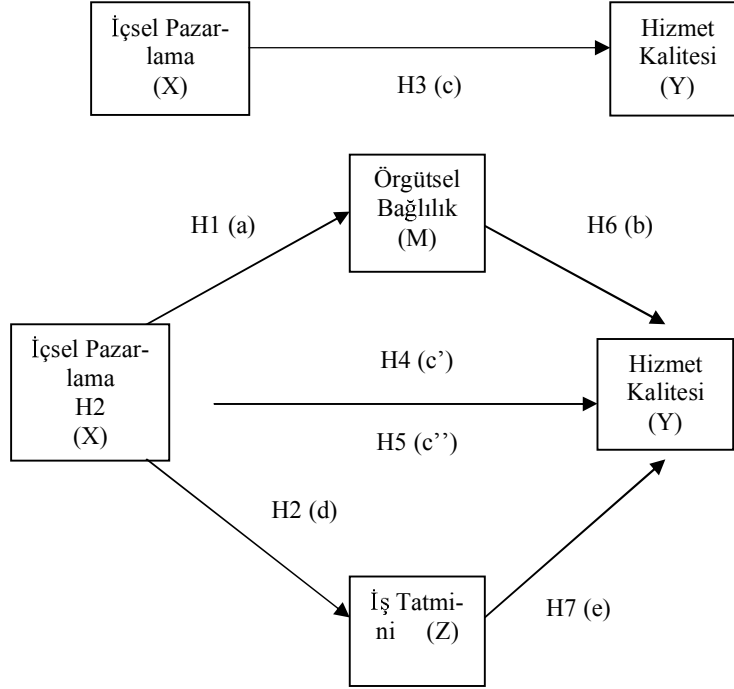 İçsel Pazar-
lama
(X)
Hizmet
Kalitesi
(Y)
H3 (c)
Örgütsel
Bağlılık
(M)
H1 (a)
H6 (b)
İçsel Pazar-
lama
H2
(X)
H4 (c’)
Hizmet
Kalitesi
(Y)
H5 (c’’)
H2 (d)
İş Tatmi-
ni (Z)
H7 (e)